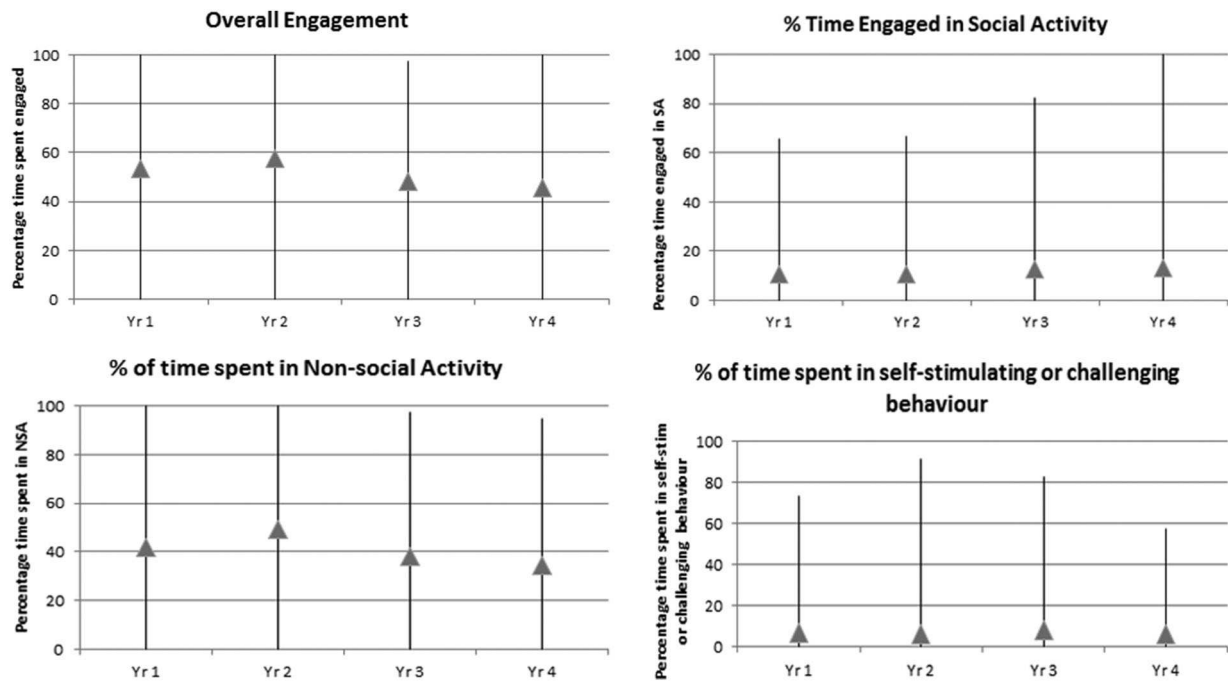 Overall Engagement
Percentage time spent engaged
100
80
60
40
20
0
Yr 1 Yr 2 Yr 3 Yr 4
% Time Engaged in Social Activity
Percentage time engaged in SA
100
80
60
40
20
0
Yr 1 Yr 2 Yr 3 Yr 4
% of time spent in Non-social Activity
Percentage time spent in NSA
100
80
60
40
20
0
Yr 1 Yr 2 Yr 3 Yr 4
% of time spent in self-stimulating or challenging
behaviour
Percentage time spent in self-stim
or challenging behaviour
100
80
60
40
20
0
Yr 1 Yr 2 Yr 3 Yr 4